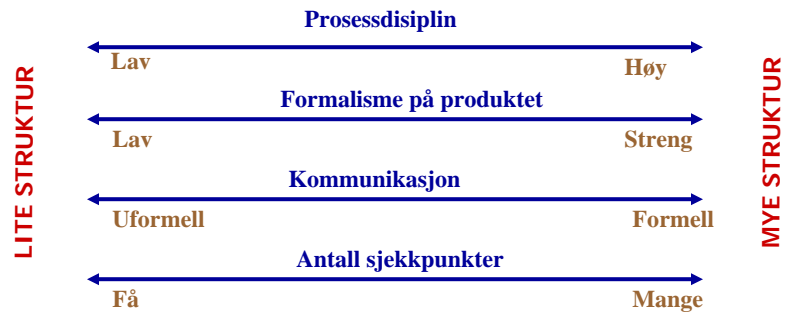 Prosessdisiplin
Lav
Høy
LITE STRUKTUR
MYE STRUKTUR
Formalisme på produktet
Lav
Streng
Kommunikasjon
Uformell
Formell
Antall sjekkpunkter
Få
Mange